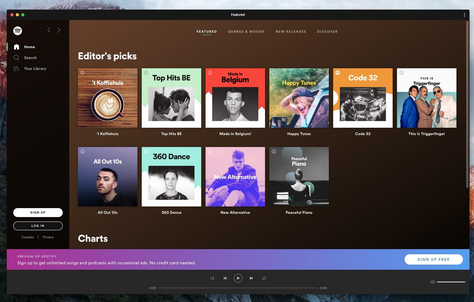 Featured
FEATURED
GENRES & MOODS
NEW RELEASES
DISCOVER
Home
Search
Your Library
Editor's picks
't Koffiehuis
Top Hits BE
Made In
Belgium
Happy Tunes
Code 32
THIS IS
Triggerfinger
't Koffiehuis
Top Hits BE
Made In Belgium!
Happy Tunes
Code 32
This Is Triggerfinger
All Out 10s
360 Dance
New Alternative
Peaceful
Piano
All Out 10s
360 Dance
New Alternative
Peaceful Piano
Charts
SIGN UP
LOG IN
Cookies | Privacy
PREVIEW OF SPOTIFY
Sign up to get unlimited songs and podcasts with occasional ads. No credit card needed.
SIGN UP FREE
0:00
0:00